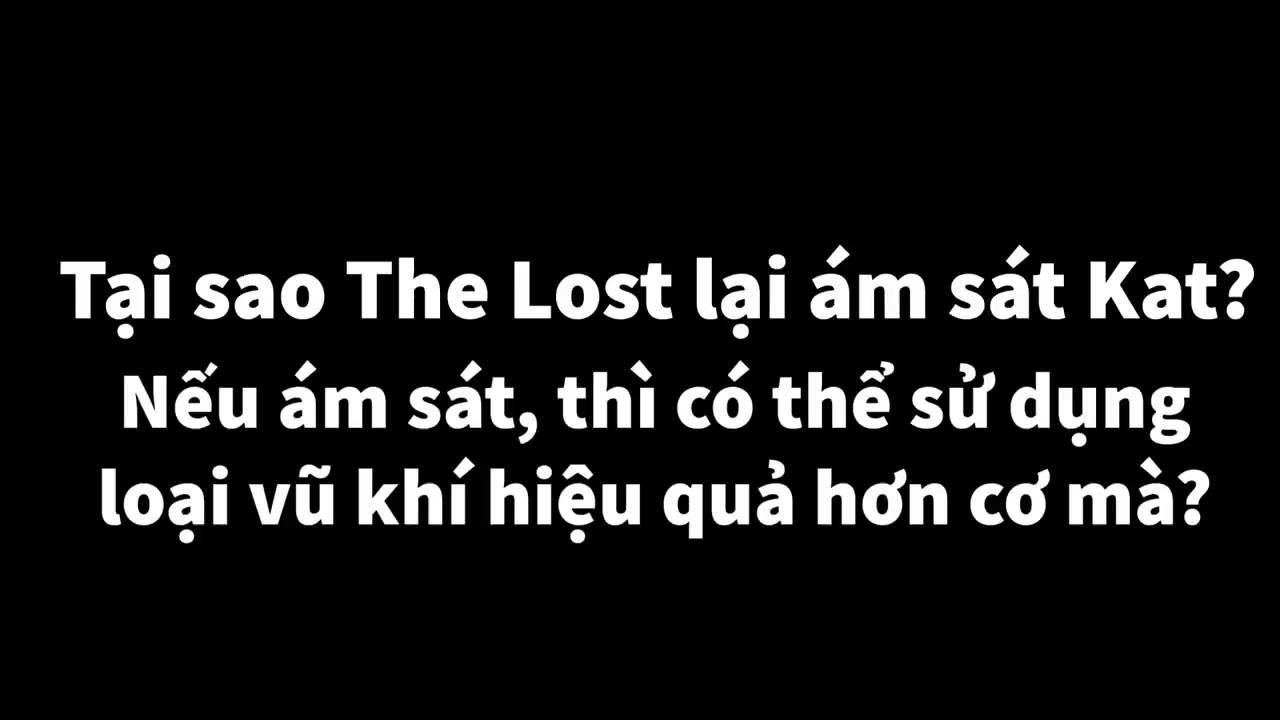 Tại sao The Lost lại ám sát Kat?
Nếu ám sát, thì có thể sử dụng
loại vũ khí hiệu quả hơn cơ mà?